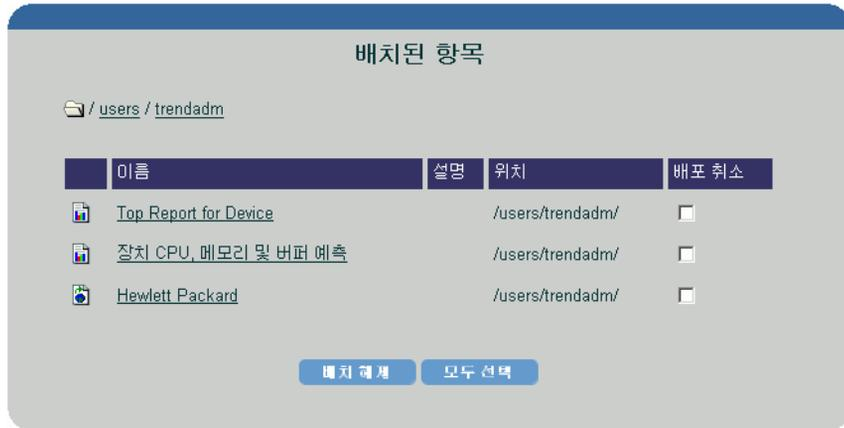 배치된 항목
/ users / trendadm
이름 설명 위치 배포 취소
Top Report for Device /users/trendadm/
장치 CPU, 메모리 및 버퍼 예측 /users/trendadm/
Hewlett Packard /users/trendadm/
배치 해제 모두 선택